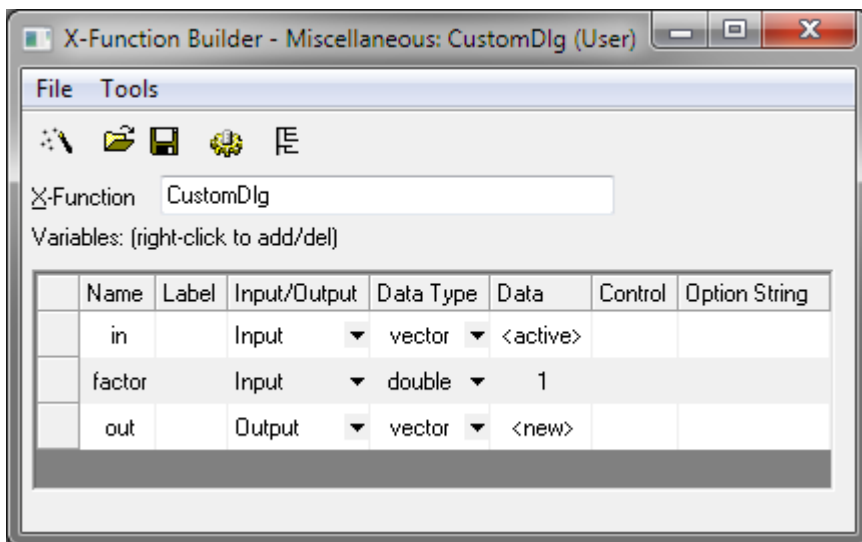 X-Function Builder - Miscellaneous: CustomDlg (User)
File Tools
X-Function CustomDlg
Variables: (right-click to add/del)
Name Label Input/Output Data Type Data Control Option String
in Input vector <active>
factor Input double 1
out Output vector <new>